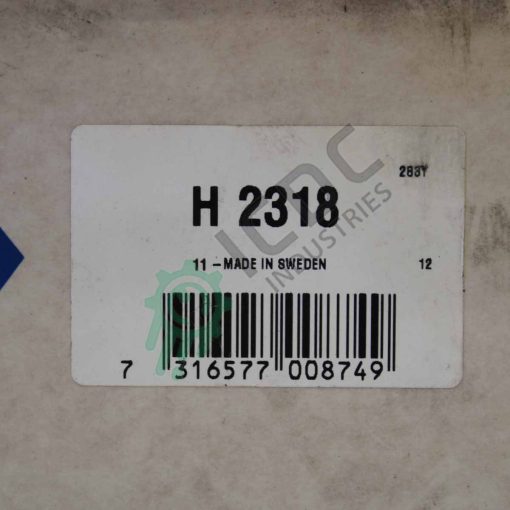 283Y
H 2318
11 - MADE IN SWEDEN 12
7 316577 008749
ICDC INDUSTRIES